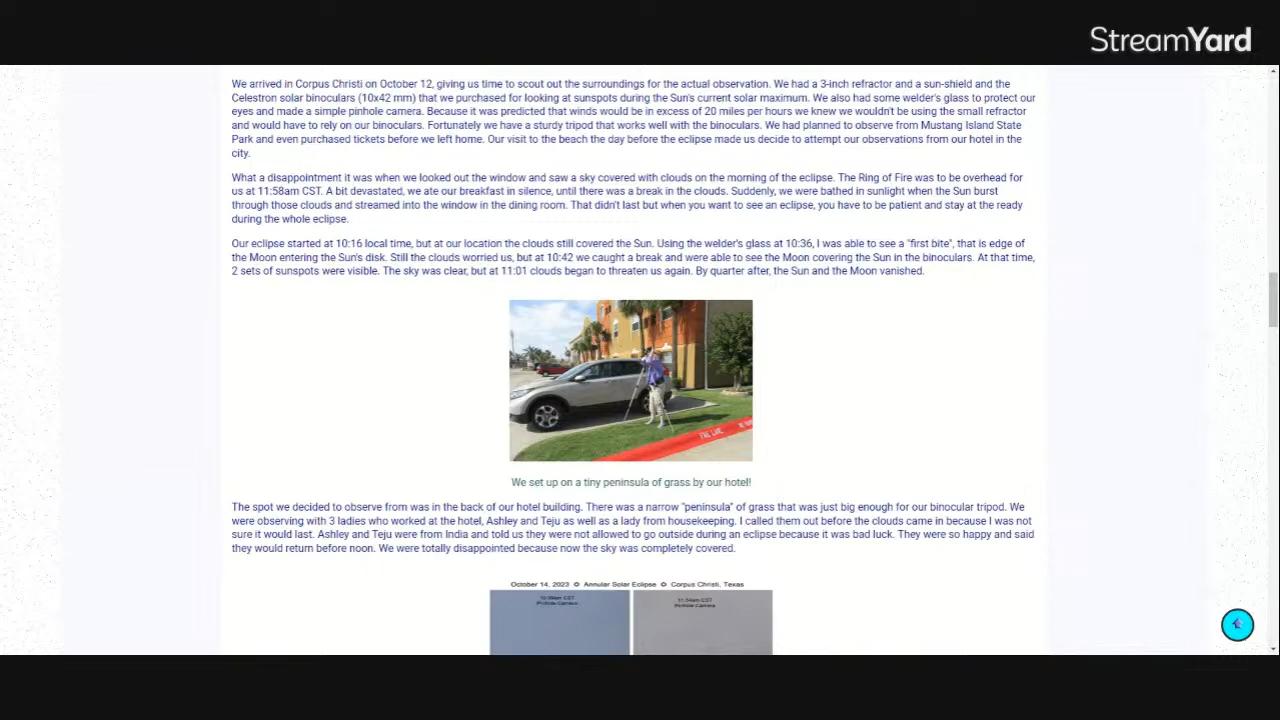 StreamYard
We arrived in Corpus Christi on October 12, giving us time to scout out the surroundings for the actual observation. We had a 3-inch refractor and a sun-shield and the
Celestron solar binoculars (10x42 mm) that we purchased for looking at sunspots during the Sun's current solar maximum. We also had some welder's glass to protect our
eyes and made a simple pinhole camera. Because it was predicted that winds would be in excess of 20 miles per hours we knew we wouldn't be using the small refractor
and would have to rely on our binoculars. Fortunately we have a sturdy tripod that works well with the binoculars. We had planned to observe from Mustang Island State
Park and even purchased tickets before we left home. Our visit to the beach the day before the eclipse made us decide to attempt our observations from our hotel in the
city.
What a disappointment it was when we looked out the window and saw a sky covered with clouds on the morning of the eclipse. The Ring of Fire was to be overhead for
us at 11:58am CST. A bit devastated, we ate our breakfast in silence, until there was a break in the clouds. Suddenly, we were bathed in sunlight when the Sun burst
through those clouds and streamed into the window in the dining room. That didn't last but when you want to see an eclipse, you have to be patient and stay at the ready
during the whole eclipse.
Our eclipse started at 10:16 local time, but at our location the clouds still covered the Sun. Using the welder's glass at 10:36, I was able to see a "first bite", that is edge of
the Moon entering the Sun's disk. Still the clouds worried us, but at 10:42 we caught a break and were able to see the Moon covering the Sun in the binoculars. At that time,
2 sets of sunspots were visible. The sky was clear, but at 11:01 clouds began to threaten us again. By quarter after, the Sun and the Moon vanished.
We set up on a tiny peninsula of grass by our hotel!
The spot we decided to observe from was in the back of our hotel building. There was a narrow "peninsula" of grass that was just big enough for our binocular tripod. We
were observing with 3 ladies who worked at the hotel, Ashley and Teju as well as a lady from housekeeping. I called them out before the clouds came in because I was not
sure it would last. Ashley and Teju were from India and told us they were not allowed to go outside during an eclipse because it was bad luck. They were so happy and said
they would return before noon. We were totally disappointed because now the sky was completely covered.
October 14, 2023 ✪ Annular Solar Eclipse ✪ Corpus Christi, Texas
CST
Pinhole Camera
CST
Pinhole Camera